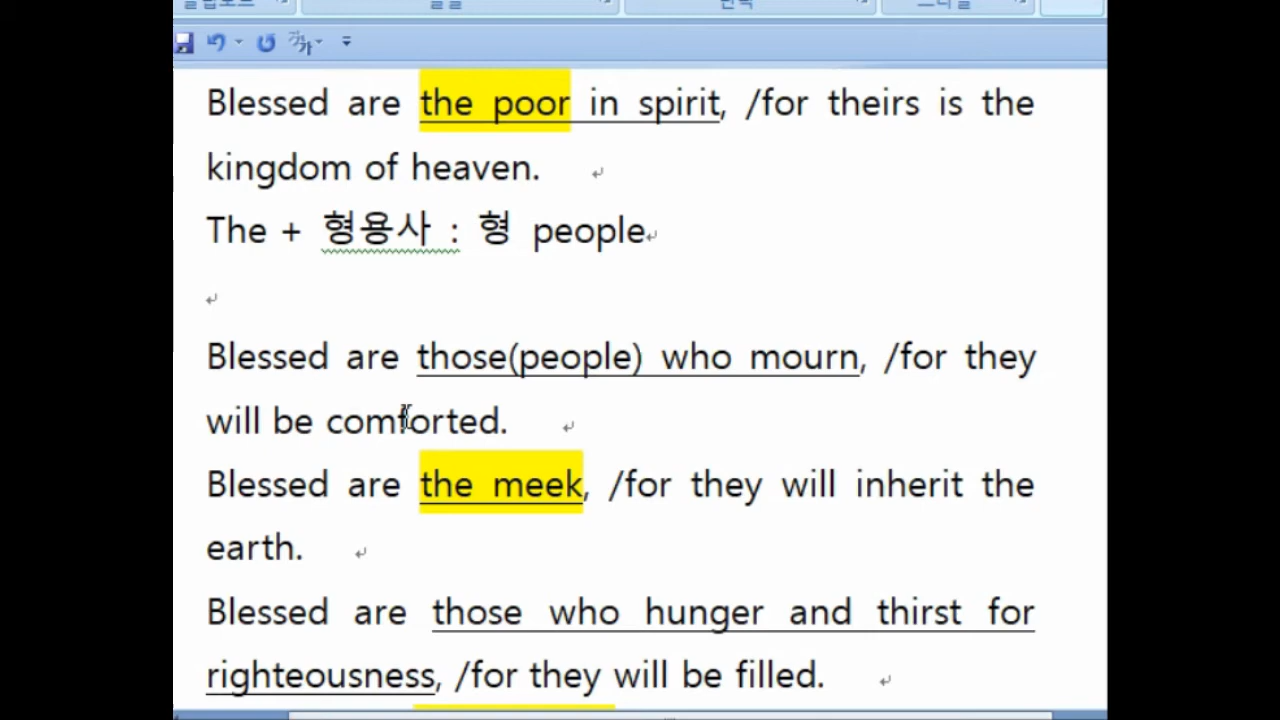 Blessed are the poor in spirit, /for theirs is the
kingdom of heaven.
The + 형용사 : 형 people
Blessed are those(people) who mourn, /for they
will be comforted.
Blessed are the meek, /for they will inherit the
earth.
Blessed are those who hunger and thirst for
righteousness, /for they will be filled.